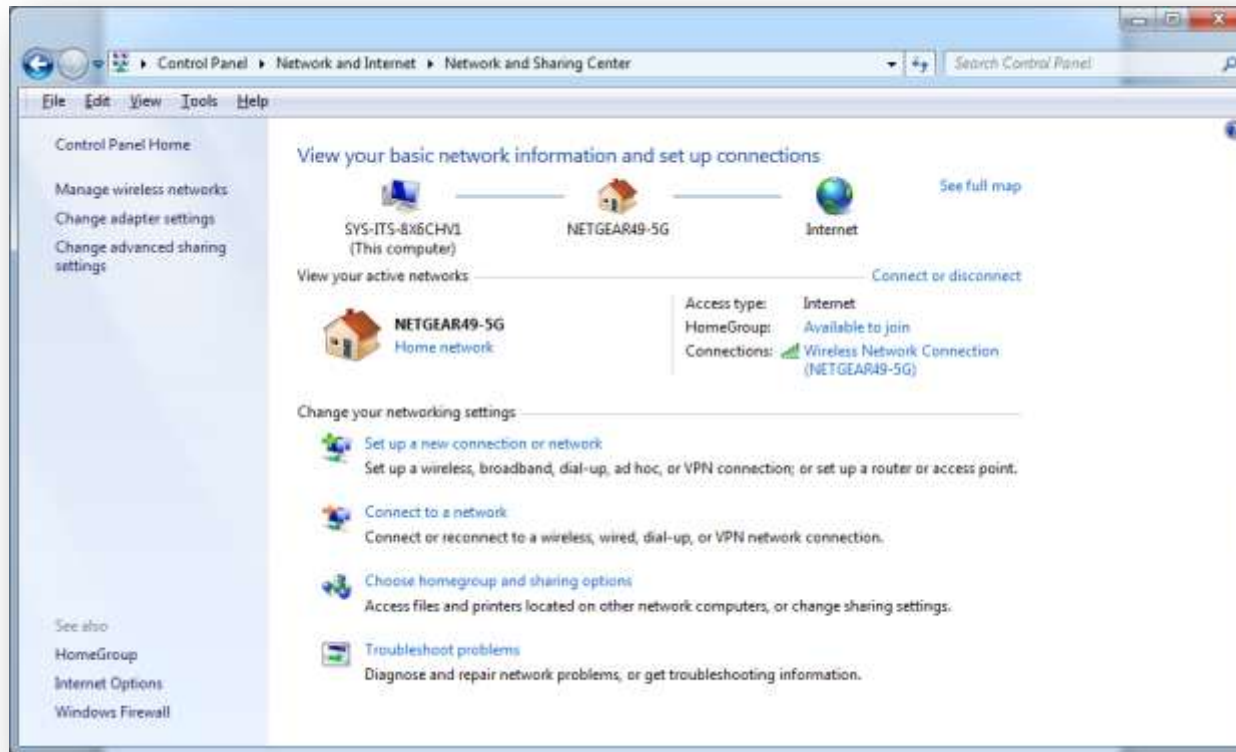 Control Panel ▸ Network and Internet ▸ Network and Sharing Center
Search Control Panel
File Edit View Tools Help
Control Panel Home
Manage wireless networks
Change adapter settings
Change advanced sharing
settings
See also
HomeGroup
Internet Options
Windows Firewall
View your basic network information and set up connections
See full map
SYS-ITS-8X6CHV1
(This computer)
NETGEAR49-5G
Internet
View your active networks
Connect or disconnect
NETGEAR49-5G
Home network
Access type: Internet
HomeGroup: Available to join
Connections: Wireless Network Connection
(NETGEAR49-5G)
Change your networking settings
Set up a new connection or network
Set up a wireless, broadband, dial-up, ad hoc, or VPN connection; or set up a router or access point.
Connect to a network
Connect or reconnect to a wireless, wired, dial-up, or VPN network connection.
Choose homegroup and sharing options
Access files and printers located on other network computers, or change sharing settings.
Troubleshoot problems
Diagnose and repair network problems, or get troubleshooting information.